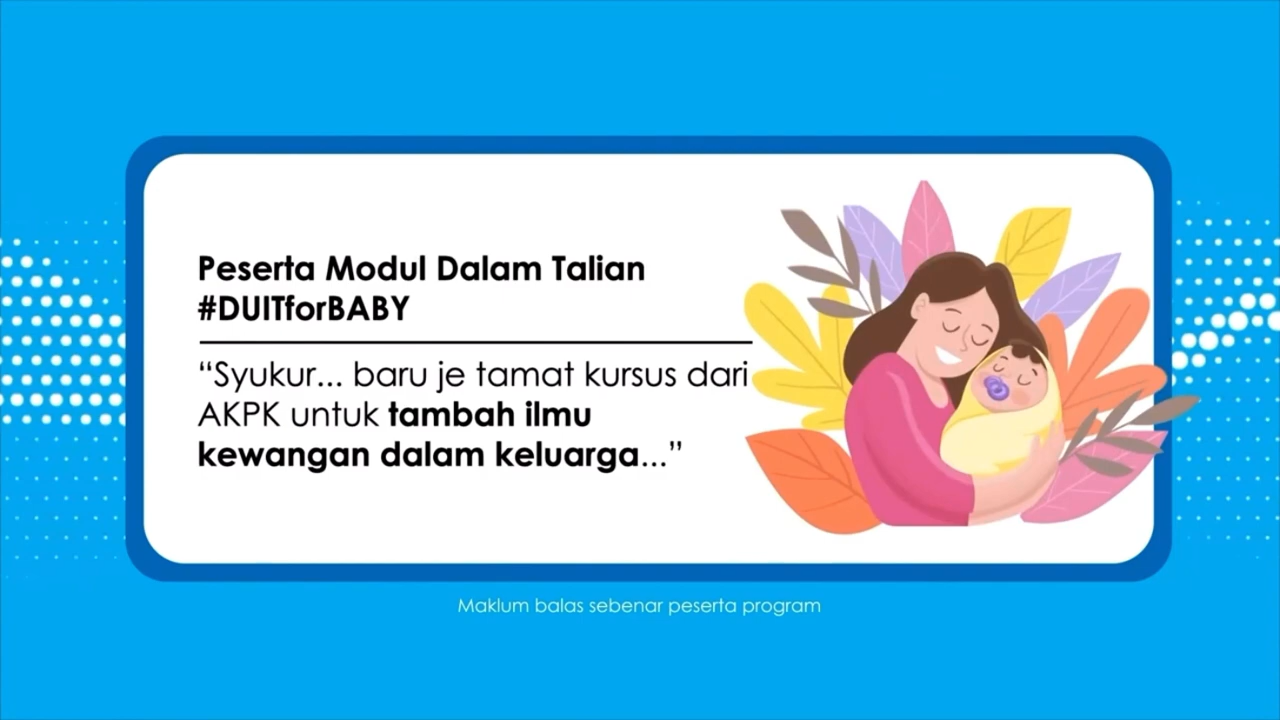 Peserta Modul Dalam Talian
#DUITforBABY
“Syukur... baru je tamat kursus dari
AKPK untuk tambah ilmu
kewangan dalam keluarga...”
Maklum balas sebenar peserta program